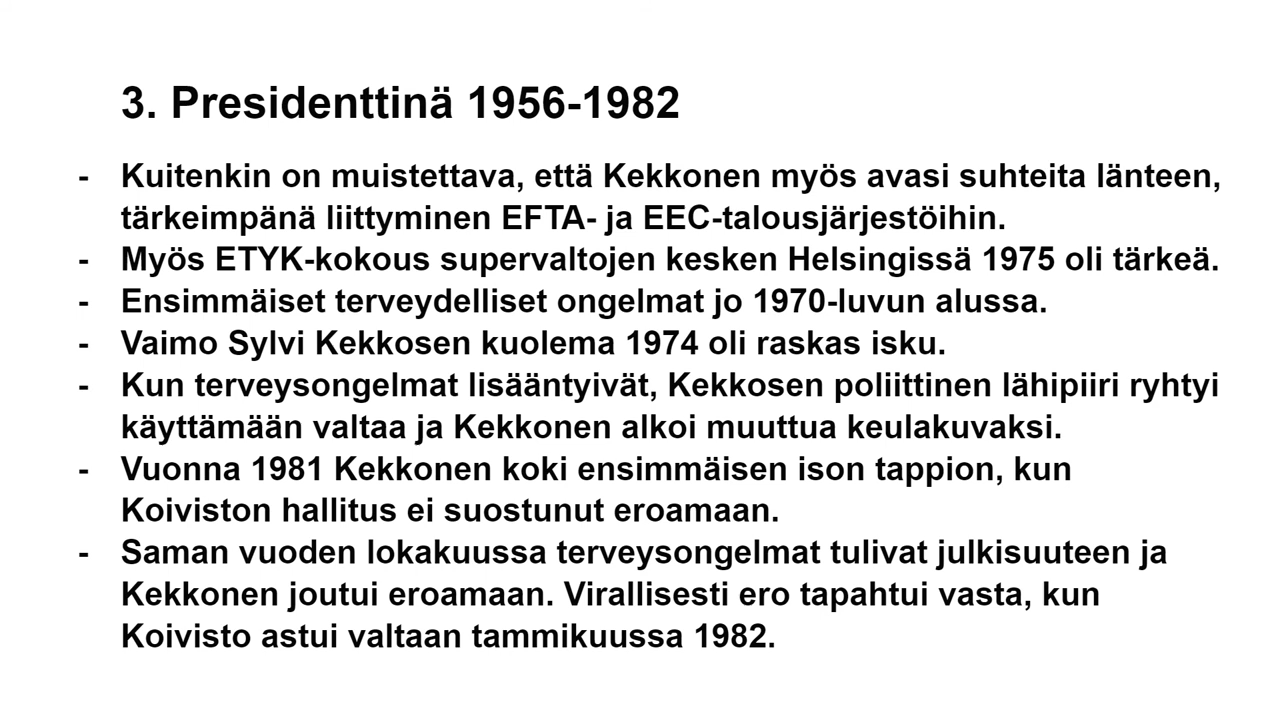 3. Presidenttinä 1956-1982
- Kuitenkin on muistettava, että Kekkonen myös avasi suhteita länteen,
tärkeimpänä liittyminen EFTA- ja EEC-talousjärjestöihin.
- Myös ETYK-kokous supervaltojen kesken Helsingissä 1975 oli tärkeä.
- Ensimmäiset terveydelliset ongelmat jo 1970-luvun alussa.
- Vaimo Sylvi Kekkosen kuolema 1974 oli raskas isku.
- Kun terveysongelmat lisääntyivät, Kekkosen poliittinen lähipiiri ryhtyi
käyttämään valtaa ja Kekkonen alkoi muuttua keulakuvaksi.
- Vuonna 1981 Kekkonen koki ensimmäisen ison tappion, kun
Koiviston hallitus ei suostunut eroamaan.
- Saman vuoden lokakuussa terveysongelmat tulivat julkisuuteen ja
Kekkonen joutui eroamaan. Virallisesti ero tapahtui vasta, kun
Koivisto astui valtaan tammikuussa 1982.